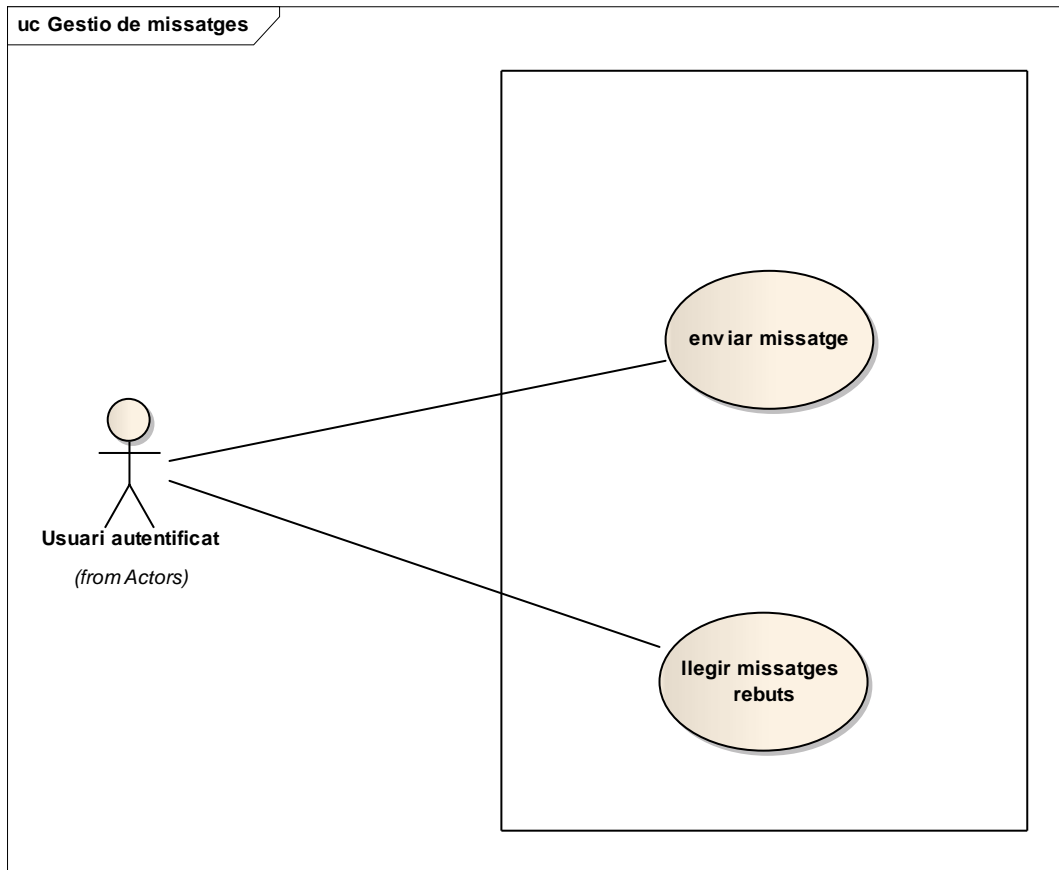 uc Gestio de missatges
enviar missatge
Usuari autentificat
(from Actors)
llegir missatges
rebuts